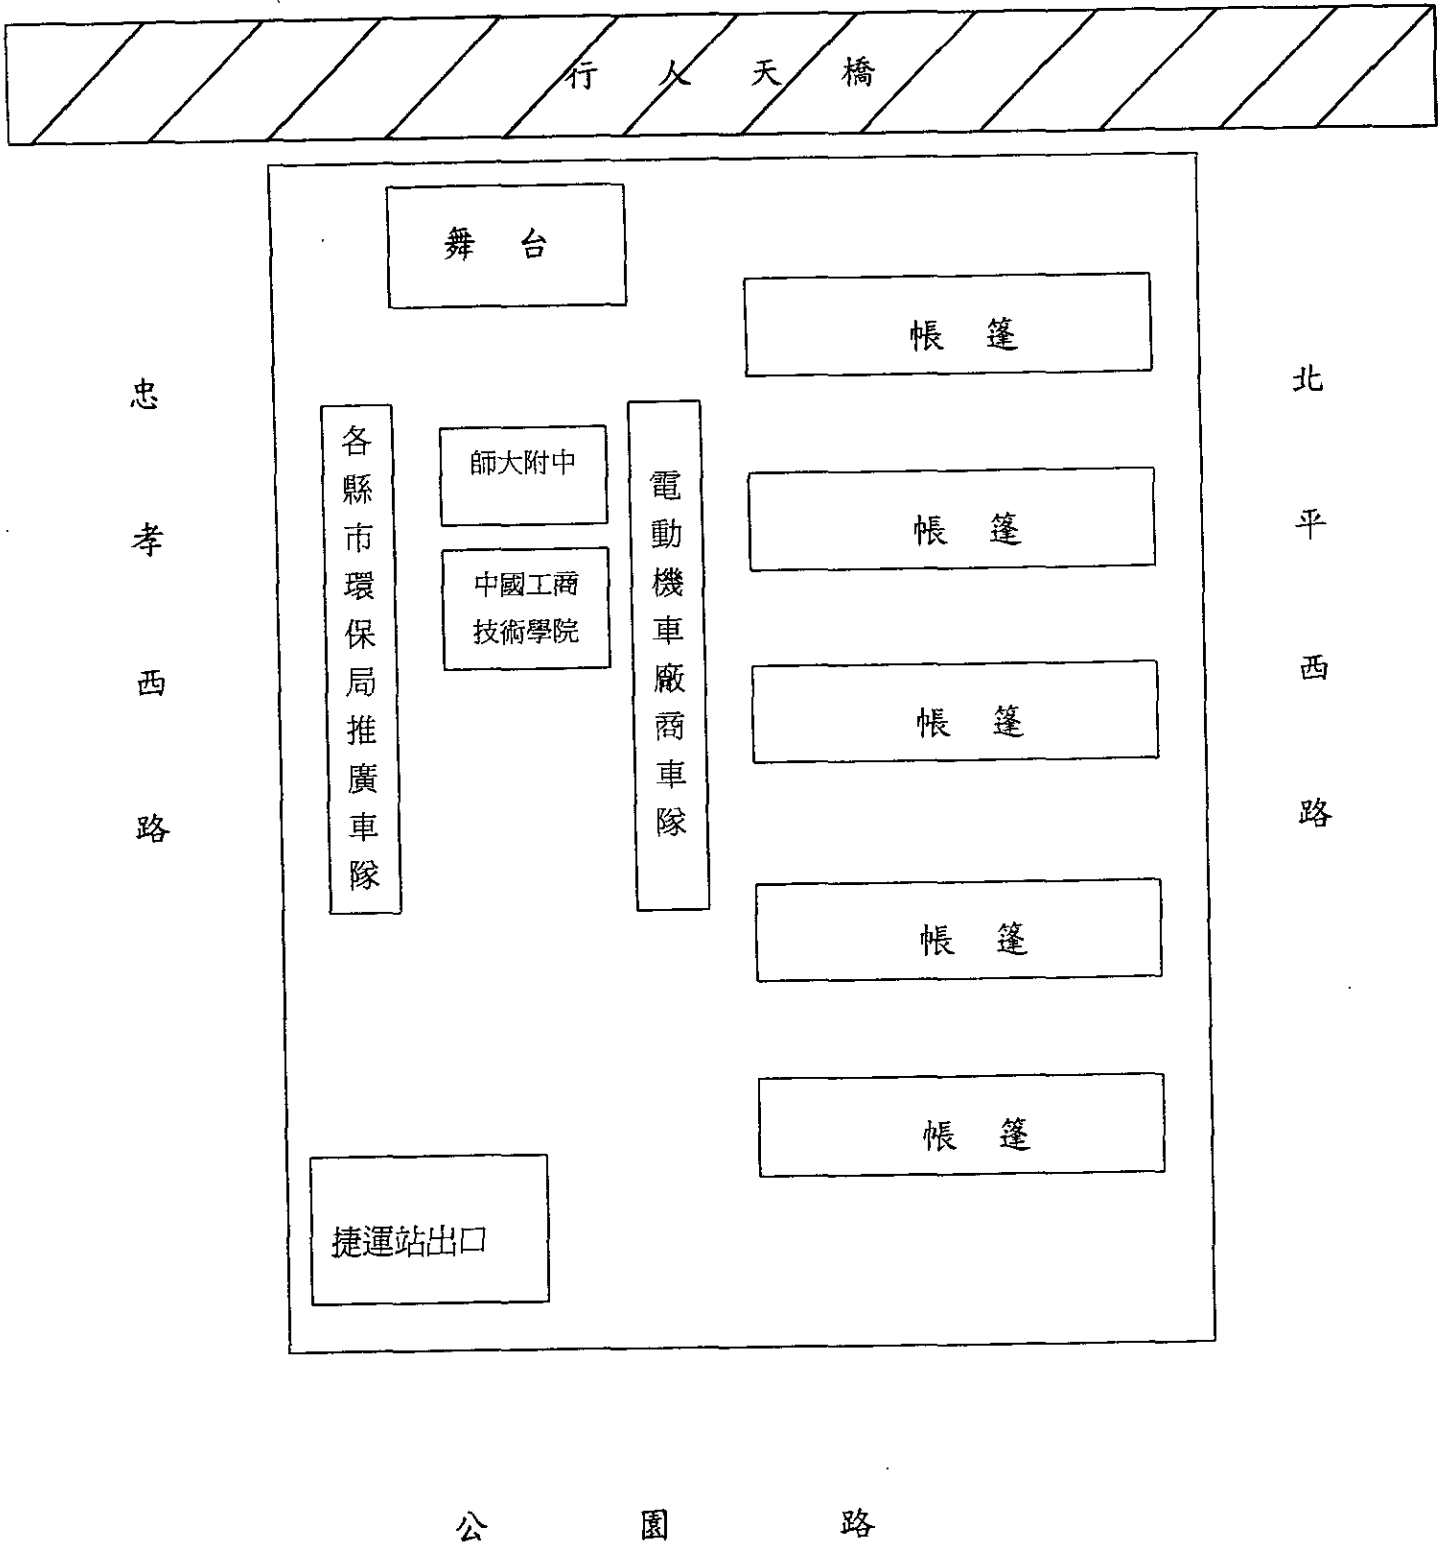 行人天橋
舞台
帳篷
忠孝西路
各縣市環保局推廣車隊
師大附中
中國工商
技術學院
電動機車廠商車隊
帳篷
帳篷
帳篷
帳篷
北平西路
捷運站出口
公園路